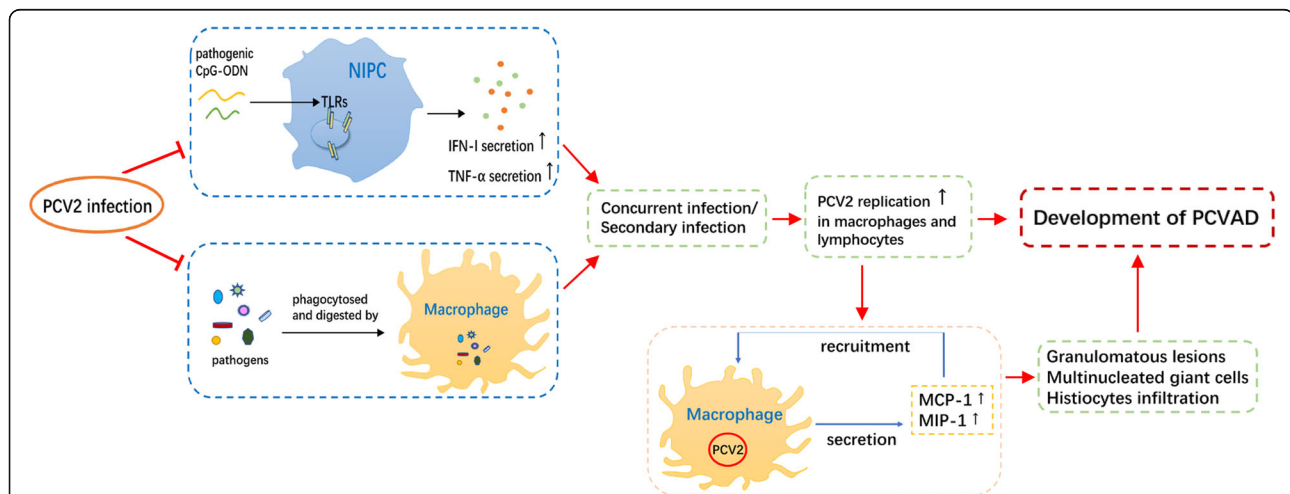 PCV2 infection
pathogenic
CpG-ODN
NIPC
TLRs
IFN-I secretion ↑
TNF-α secretion ↑
pathogens
phagocytosed
and digested by
Macrophage
Concurrent infection/
Secondary infection
PCV2 replication ↑
in macrophages and
lymphocytes
Development of PCVAD
recruitment
Macrophage
PCV2
secretion
MCP-1 ↑
MIP-1 ↑
Granulomatous lesions
Multinucleated giant cells
Histiocytes infiltration